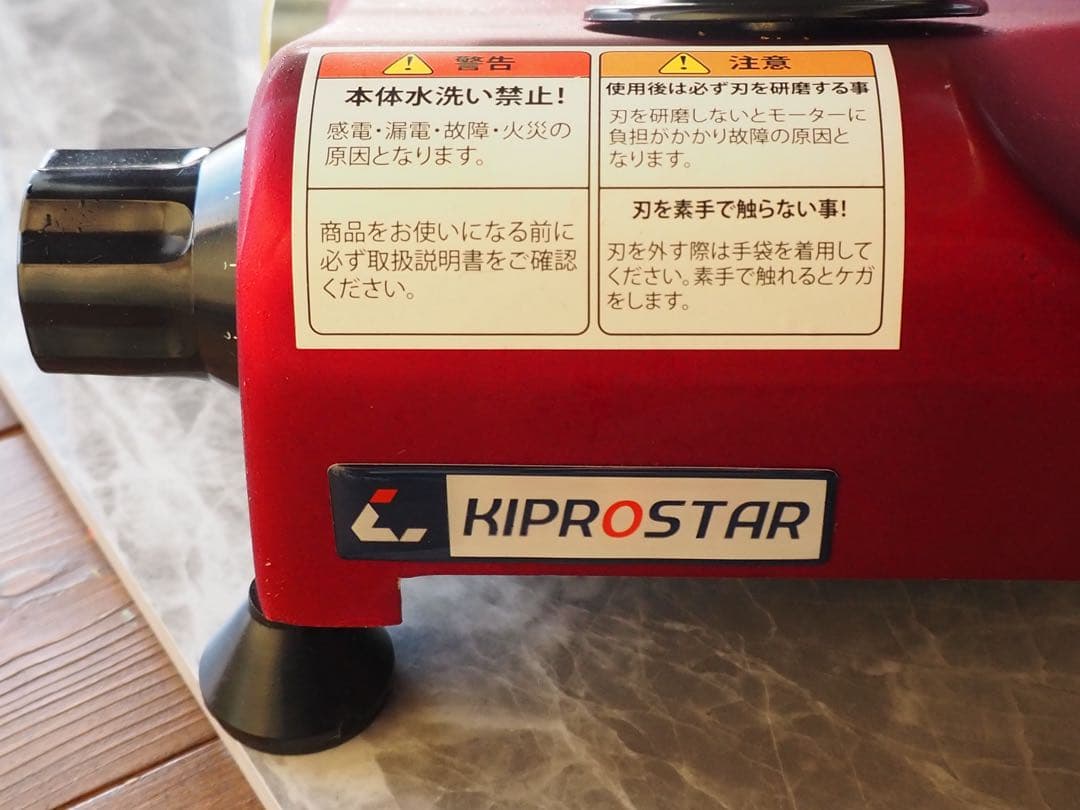 警告
本体水洗い禁止！
感電・漏電・故障・火災の
原因となります。
商品をお使いになる前に
必ず取扱説明書をご確認
ください。
注意
使用後は必ず刃を研磨する事
刃を研磨しないとモーターに
負担がかかり故障の原因と
なります。
刃を素手で触らない事！
刃を外す際は手袋を着用して
ください。素手で触れるとケガ
をします。
KIPROSTAR